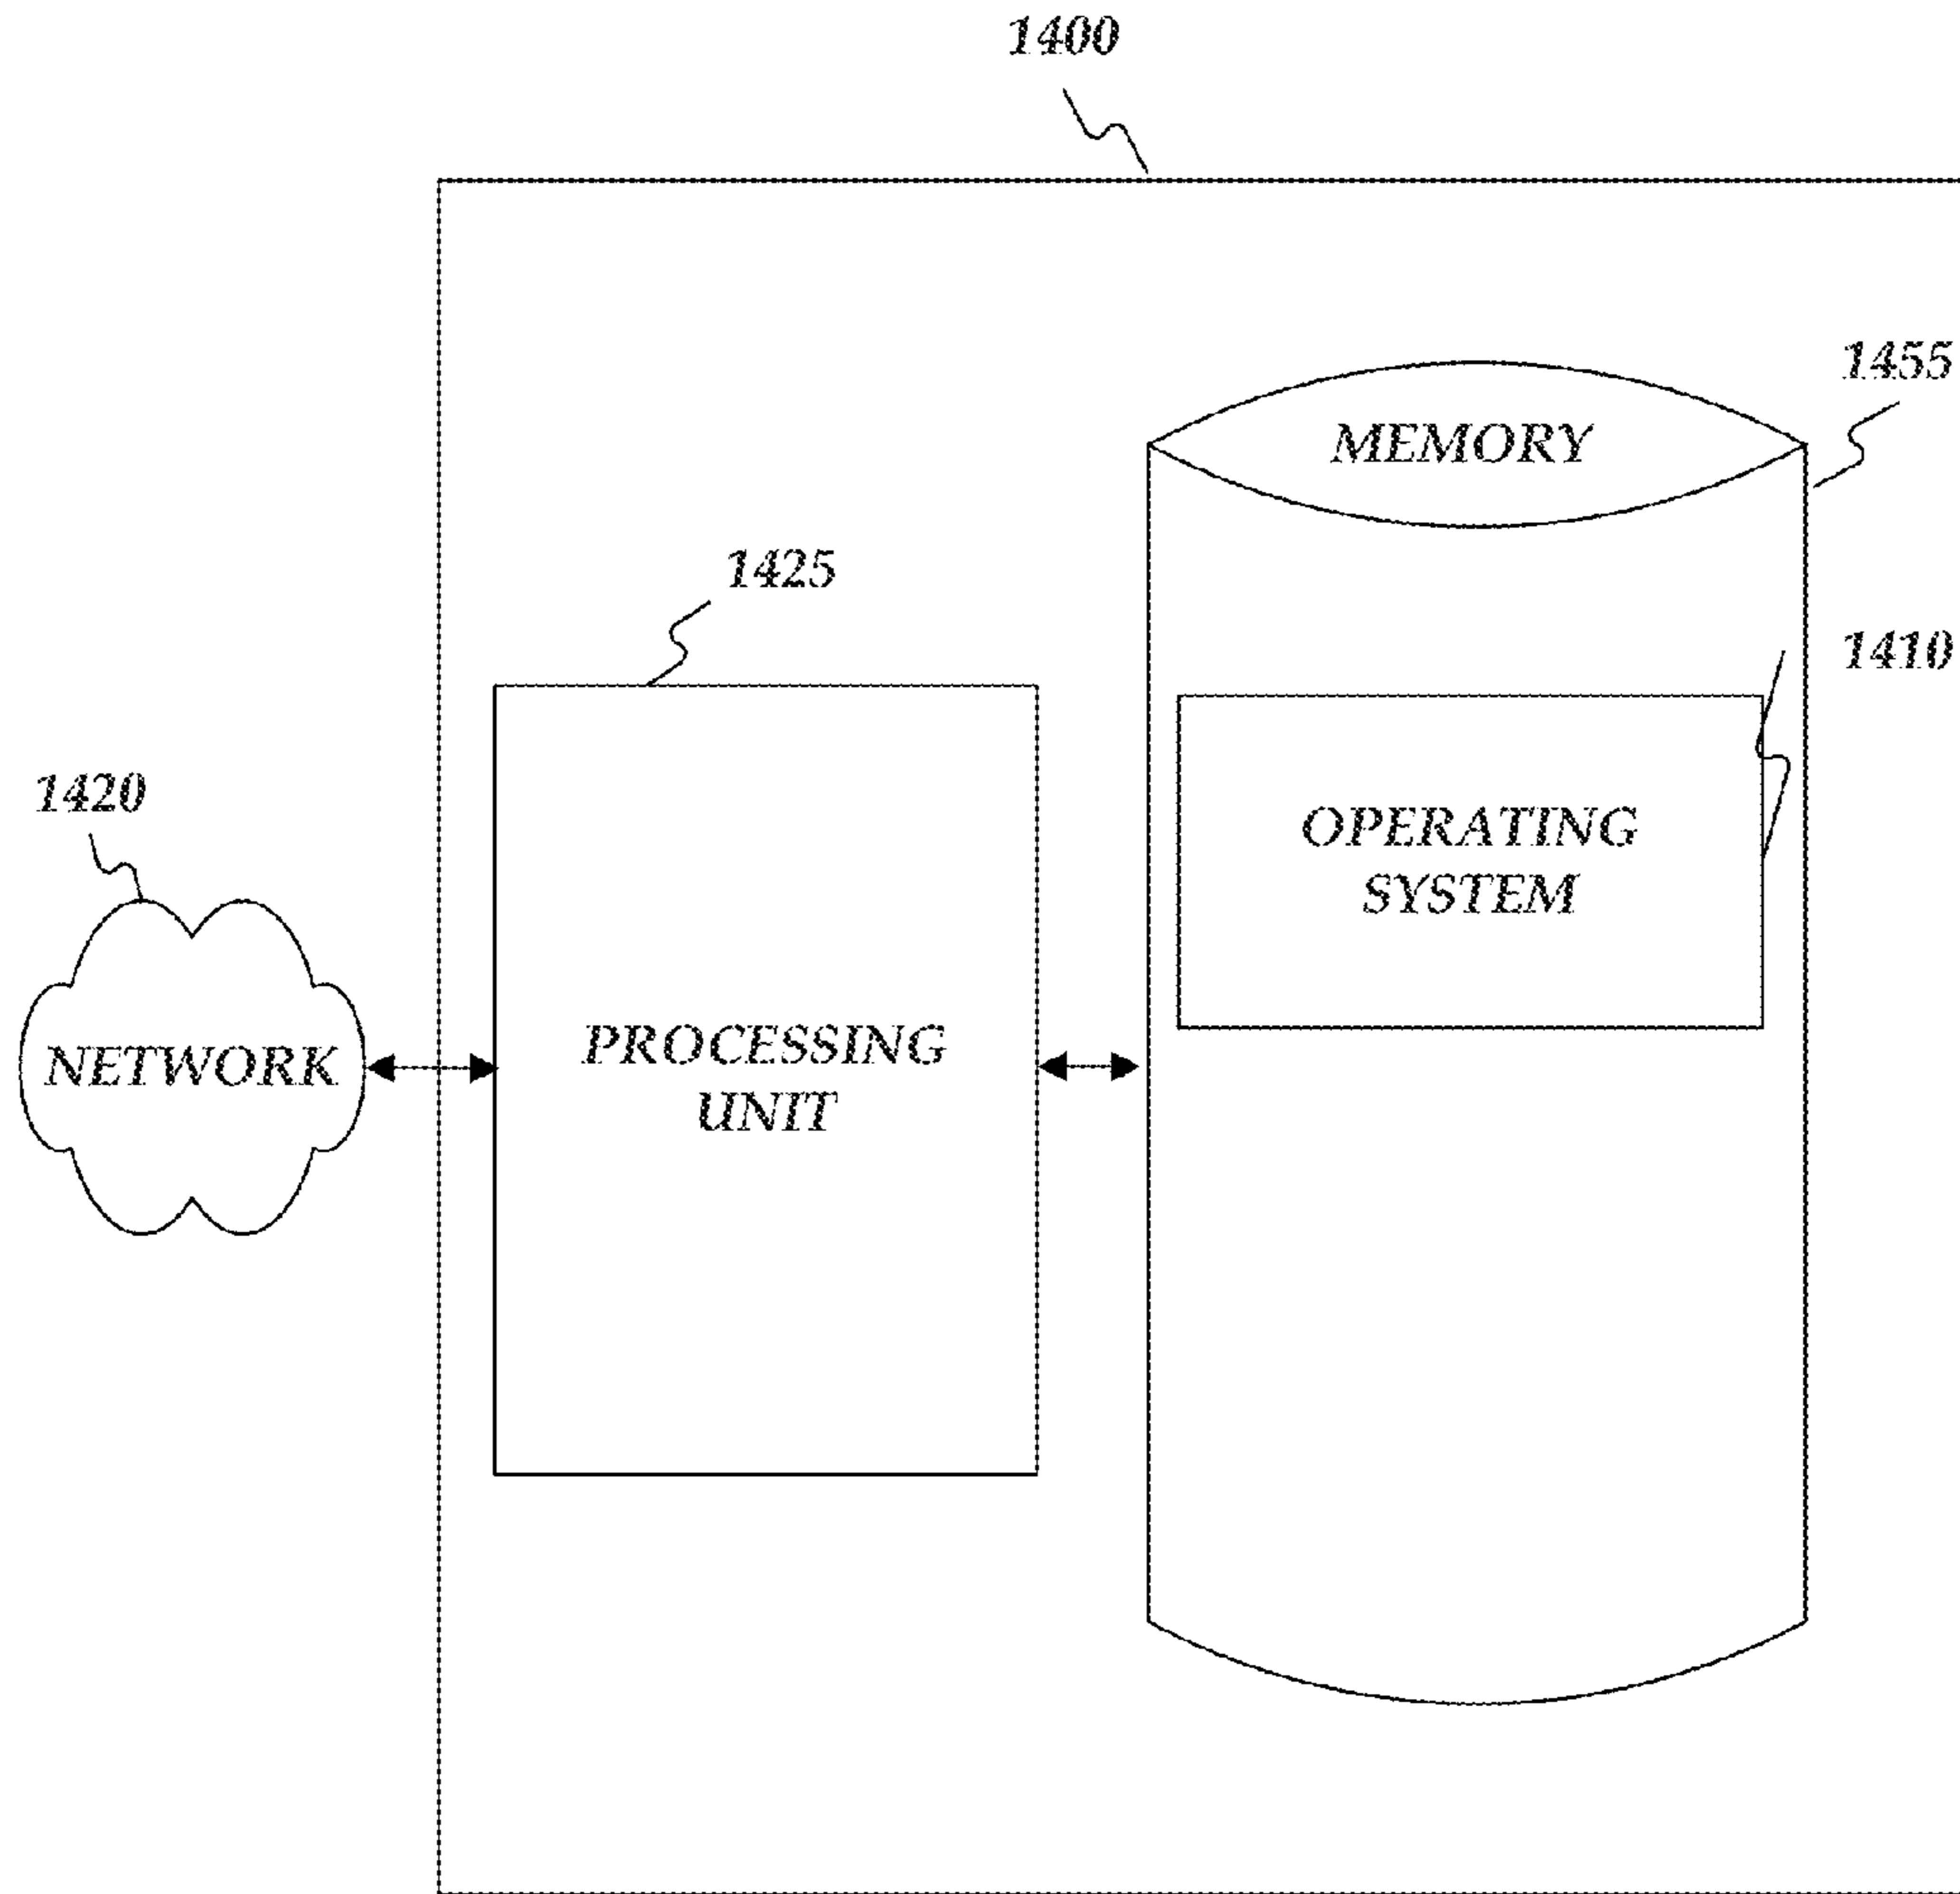 1400
1455
MEMORY
1425
1410
1420
OPERATING
SYSTEM
NETWORK
PROCESSING
UNIT